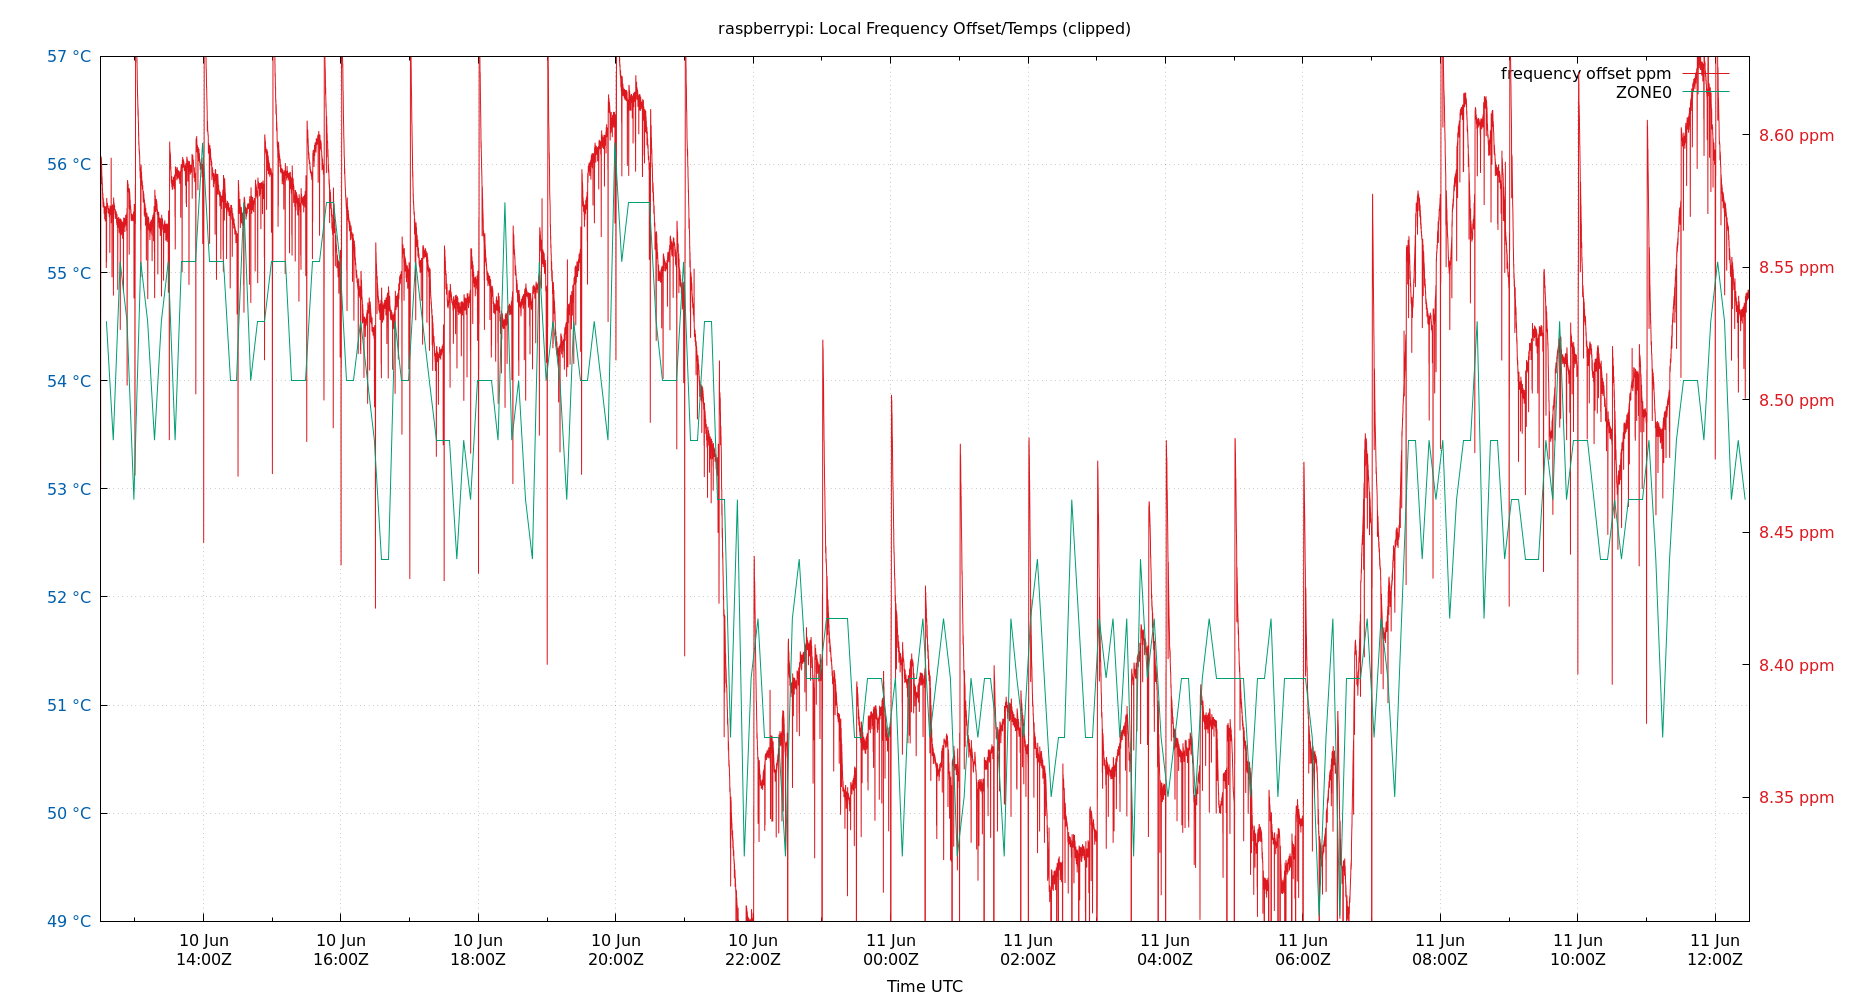 raspberrypi: Local Frequency Offset/Temps (clipped)
57 °C
56 °C
55 °C
54 °C
53 °C
52 °C
51 °C
50 °C
49 °C
frequency offset ppm
ZONE0
8.60 ppm
8.55 ppm
8.50 ppm
8.45 ppm
8.40 ppm
8.35 ppm
10 Jun 10 Jun 10 Jun 10 Jun 10 Jun 11 Jun 11 Jun 11 Jun 11 Jun 11 Jun 11 Jun 11 Jun
14:00Z 16:00Z 18:00Z 20:00Z 22:00Z 00:00Z 02:00Z 04:00Z 06:00Z 08:00Z 10:00Z 12:00Z
Time UTC